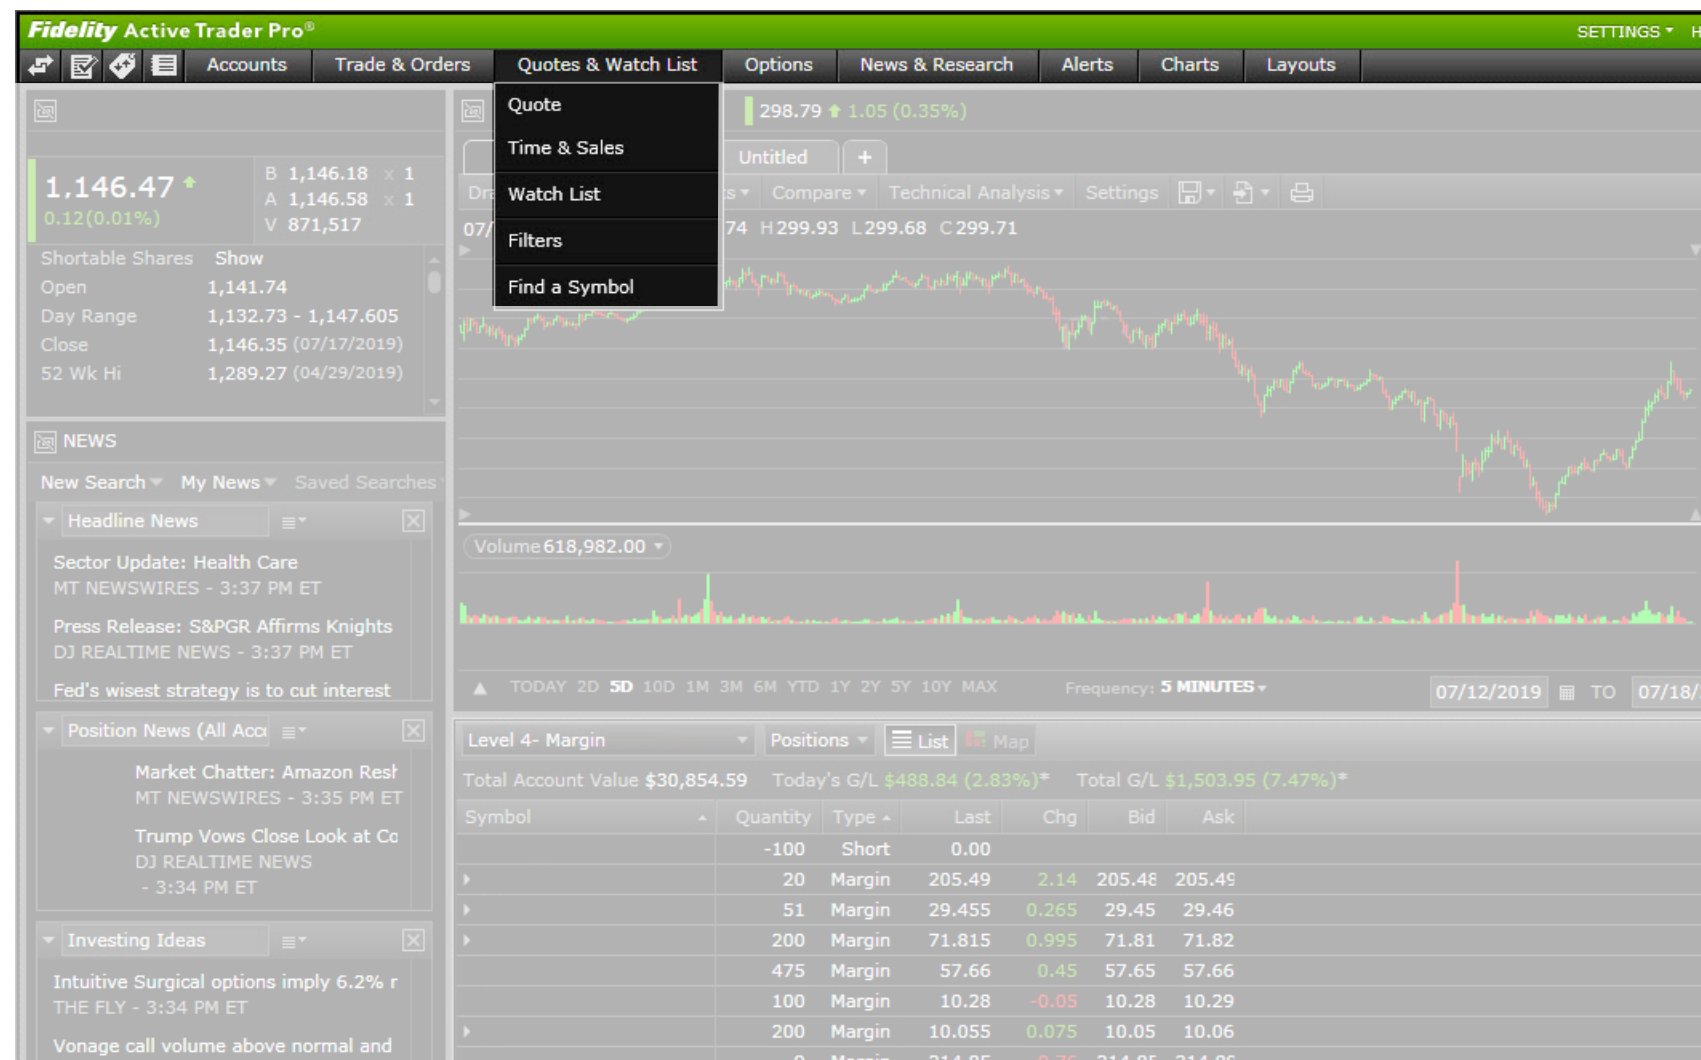 Fidelity Active Trader Pro®
SETTINGS
Accounts Trade & Orders Quotes & Watch List Options News & Research Alerts Charts Layouts
Quote
Time & Sales
Watch List
Filters
Find a Symbol
1,146.47
0.12(0.01%)
B 1,146.18 x 1
A 1,146.58 x 1
V 871,517
Shortable Shares Show
Open 1,141.74
Day Range 1,132.73 - 1,147.605
Close 1,146.35 (07/17/2019)
52 Wk Hi 1,289.27 (04/29/2019)
NEWS
New Search My News Saved Searches
Headline News
Sector Update: Health Care
MT NEWSWIRES - 3:37 PM ET
Press Release: S&PGR Affirms Knights
DJ REALTIME NEWS - 3:37 PM ET
Fed's wisest strategy is to cut interest
Position News (All Acc
Market Chatter: Amazon Res
MT NEWSWIRES - 3:35 PM ET
Trump Vows Close Look at Co
DJ REALTIME NEWS
- 3:34 PM ET
Investing Ideas
Intuitive Surgical options imply 6.2%
THE FLY - 3:34 PM ET
Vonage call volume above normal and
298.79 1.05 (0.35%)
Untitled +
Compare Technical Analysis Settings
07/ 74 H 299.93 L 299.68 C 299.71
Volume 618,982.00
TODAY 2D 5D 10D 1M 3M 6M YTD 1Y 2Y 5Y 10Y MAX Frequency: 5 MINUTES 07/12/2019 TO 07/18/
Level 4- Margin Positions List Map
Total Account Value $30,854.59 Today's G/L $488.84 (2.83%)* Total G/L $1,503.95 (7.47%)*
Symbol Quantity Type Last Chg Bid Ask
-100 Short 0.00
20 Margin 205.49 2.14 205.48 205.49
51 Margin 29.455 0.265 29.45 29.46
200 Margin 71.815 0.995 71.81 71.82
475 Margin 57.66 0.45 57.65 57.66
100 Margin 10.28 -0.05 10.28 10.29
200 Margin 10.055 0.075 10.05 10.06